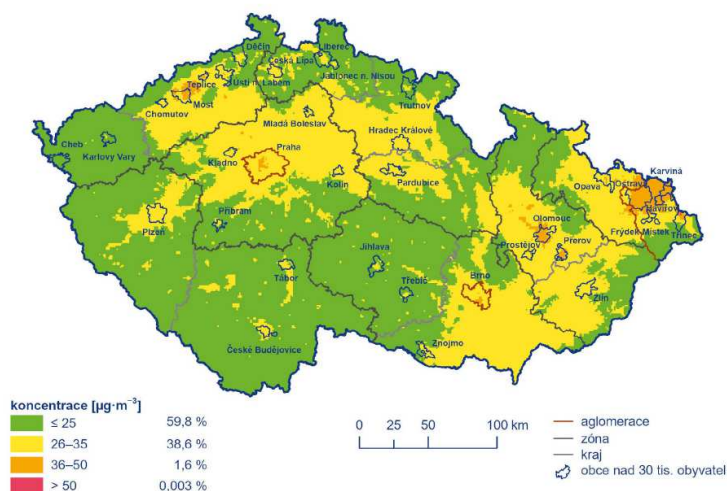 Děčín
Liberec
Česká Lípa
Teplice
Ústí n. Labem
Jablonec n. Nisou
Most
Trutnov
Chomutov
Mladá Boleslav
Cheb
Hradec Králové
Karlovy Vary
Praha
Kladno
Karviná
Kolín
Pardubice
Opava
Ostrava
Havířov
Plzeň
Příbram
Olomouc
Frýdek Místek
Třinec
Prostějov
Přerov
Jihlava
Tábor
Brno
Třebíč
Zlín
České Budějovice
Znojmo
koncentrace [µg·m⁻³]
≤ 25 59,8 %
26–35 38,6 %
36–50 1,6 %
> 50 0,003 %
0 25 50 100 km
aglomerace
zóna
kraj
obce nad 30 tis. obyvatel